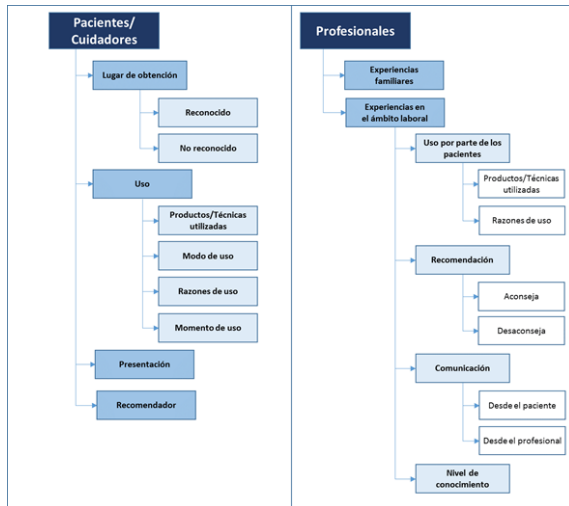 Pacientes/
Cuidadores
Lugar de obtención
Reconocido
No reconocido
Uso
Productos/Técnicas
utilizadas
Modo de uso
Razones de uso
Momento de uso
Presentación
Recomendador
Profesionales
Experiencias
familiares
Experiencias en
el ámbito laboral
Uso por parte de los
pacientes
Productos/Técnicas
utilizadas
Razones de uso
Recomendación
Aconseja
Desaconseja
Comunicación
Desde el paciente
Desde el profesional
Nivel de
conocimiento